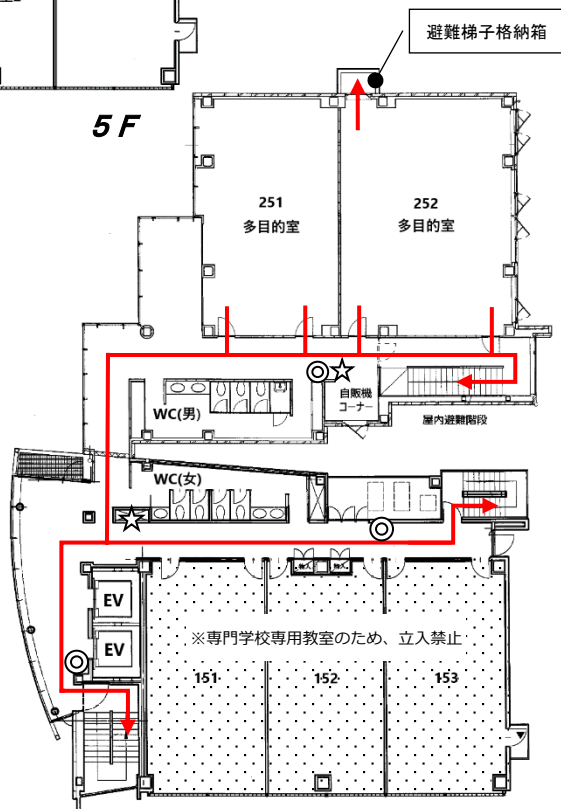 避難梯子格納箱
5F
251
多目的室
252
多目的室
自販機
コーナー
屋内避難階段
WC(男)
WC(女)
EV
EV
※専門学校専用教室のため、立入禁止
151
152
153